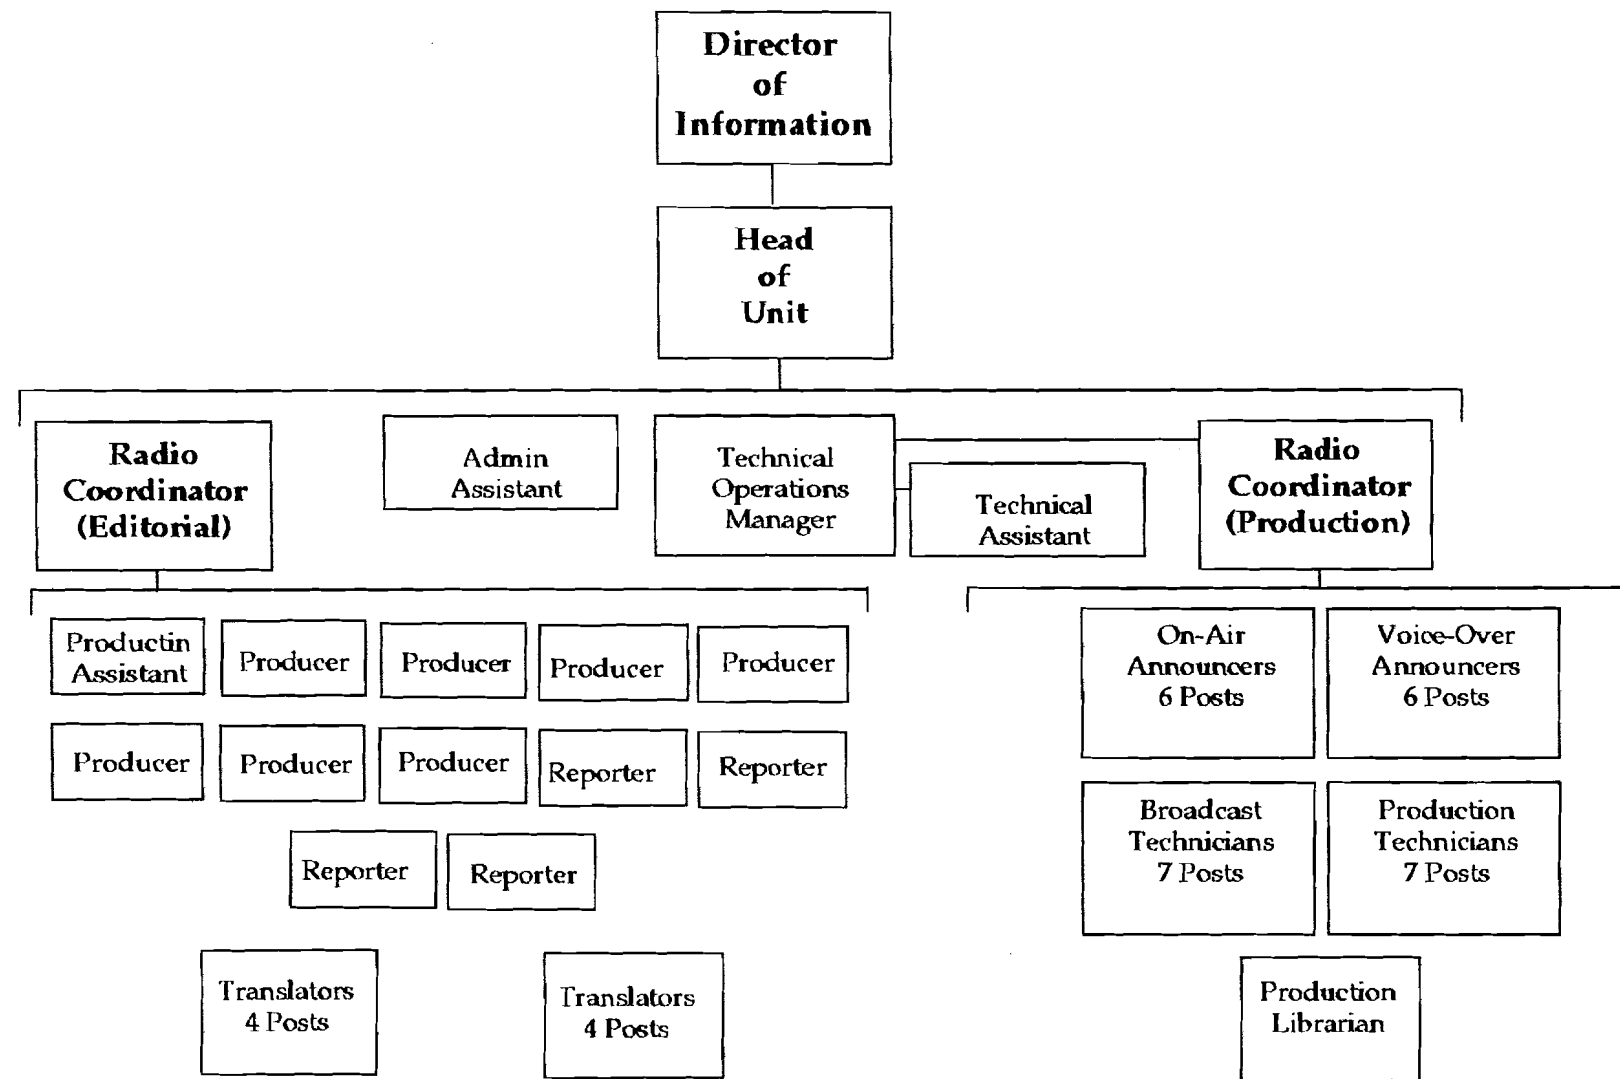 Director
of
Information
Head
of
Unit
Radio
Coordinator
(Editorial)
Admin
Assistant
Technical
Operations
Manager
Technical
Assistant
Radio
Coordinator
(Production)
Productin
Assistant
Producer
Producer
Producer
Producer
Producer
Producer
Producer
Reporter
Reporter
Reporter
Reporter
Translators
4 Posts
Translators
4 Posts
On-Air
Announcers
6 Posts
Voice-Over
Announcers
6 Posts
Broadcast
Technicians
7 Posts
Production
Technicians
7 Posts
Production
Librarian